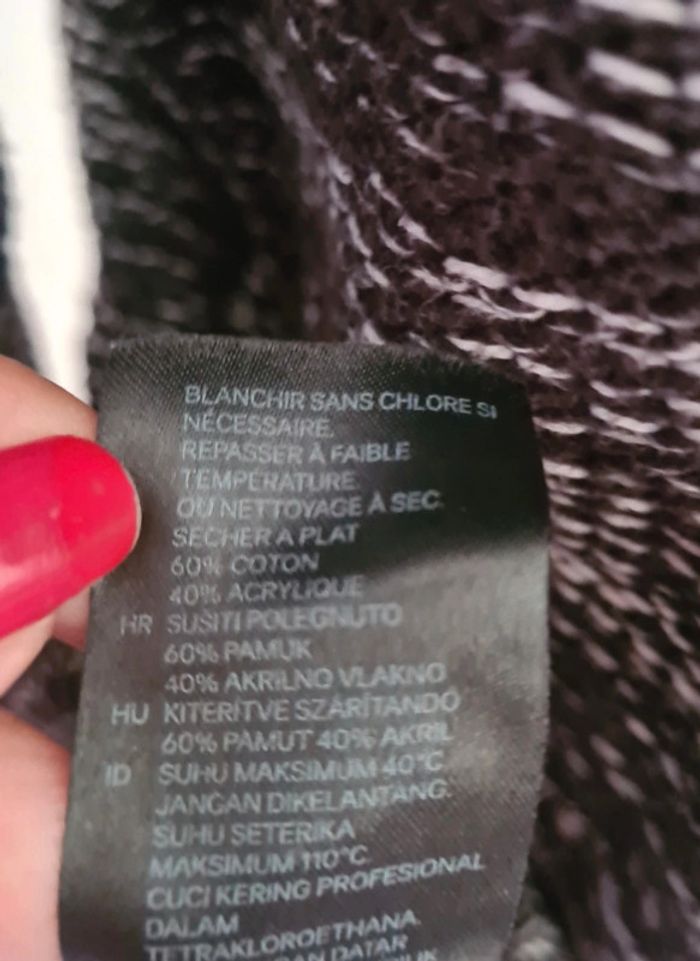 BLANCHIR SANS CHLORE SI
NÉCESSAIRE.
REPASSER À FAIBLE
TEMPÉRATURE.
OU NETTOYAGE À SEC.
SÉCHER A PLAT
60% COTON
40% ACRYLIQUE
HR SUŠITI POLEGNUTO
60% PAMUK
40% AKRILNO VLAKNO
HU KITERÍTVE SZÁRÍTANDÓ
60% PAMUT 40% AKRIL
ID SUHU MAKSIMUM 40°C
JANGAN DIKELANTANG.
SUHU SETERIKA
MAKSIMUM 110°C
CUCI KERING PROFESIONAL
DALAM
TETRAKLOROETHANA.
DATAR